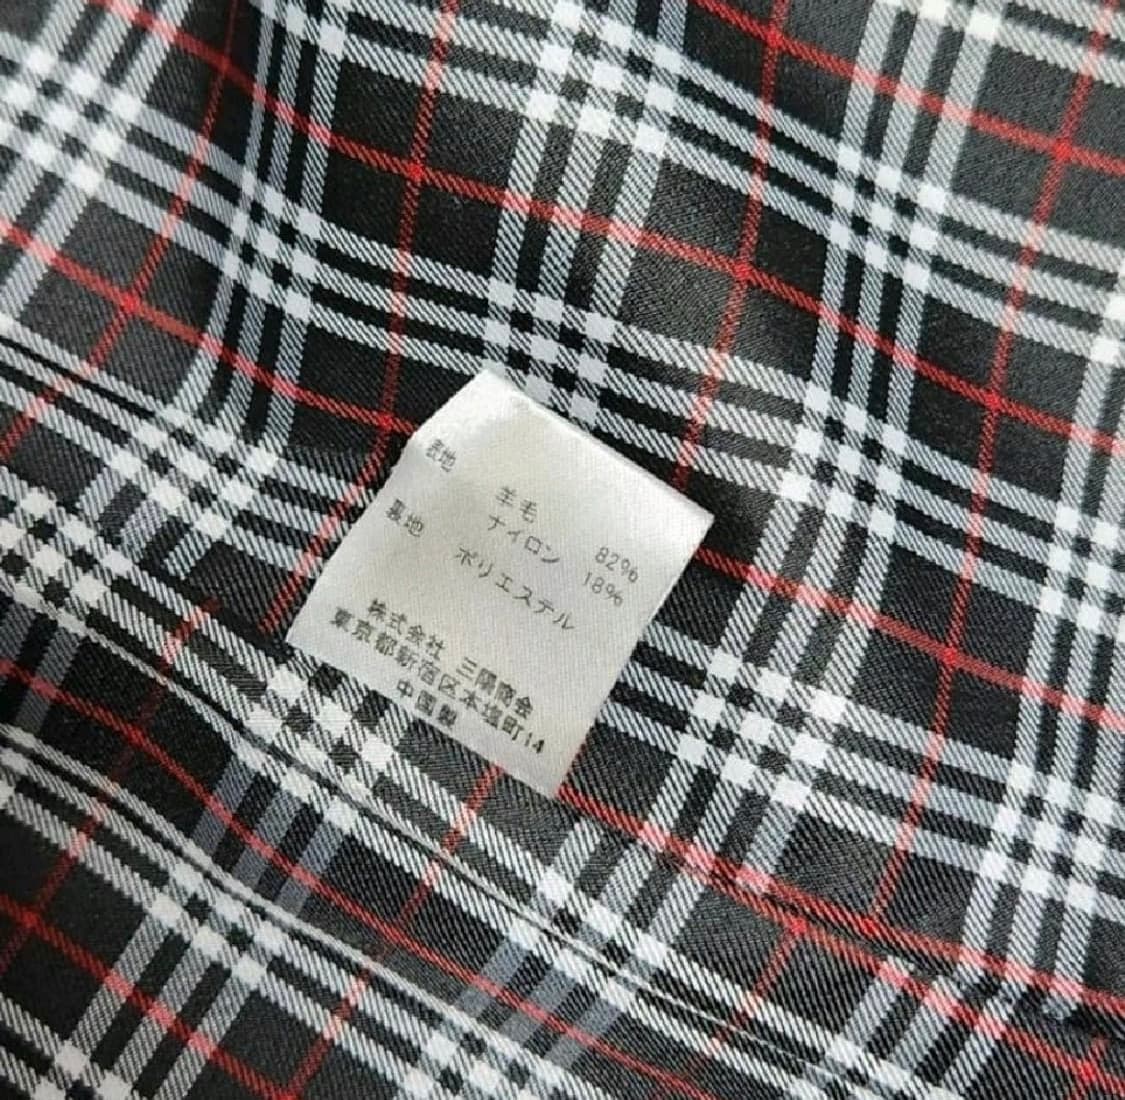 表地 羊毛 82%
ナイロン 18%
裏地 ポリエステル
株式会社 三陽商会
東京都新宿区本塩町14
中国製